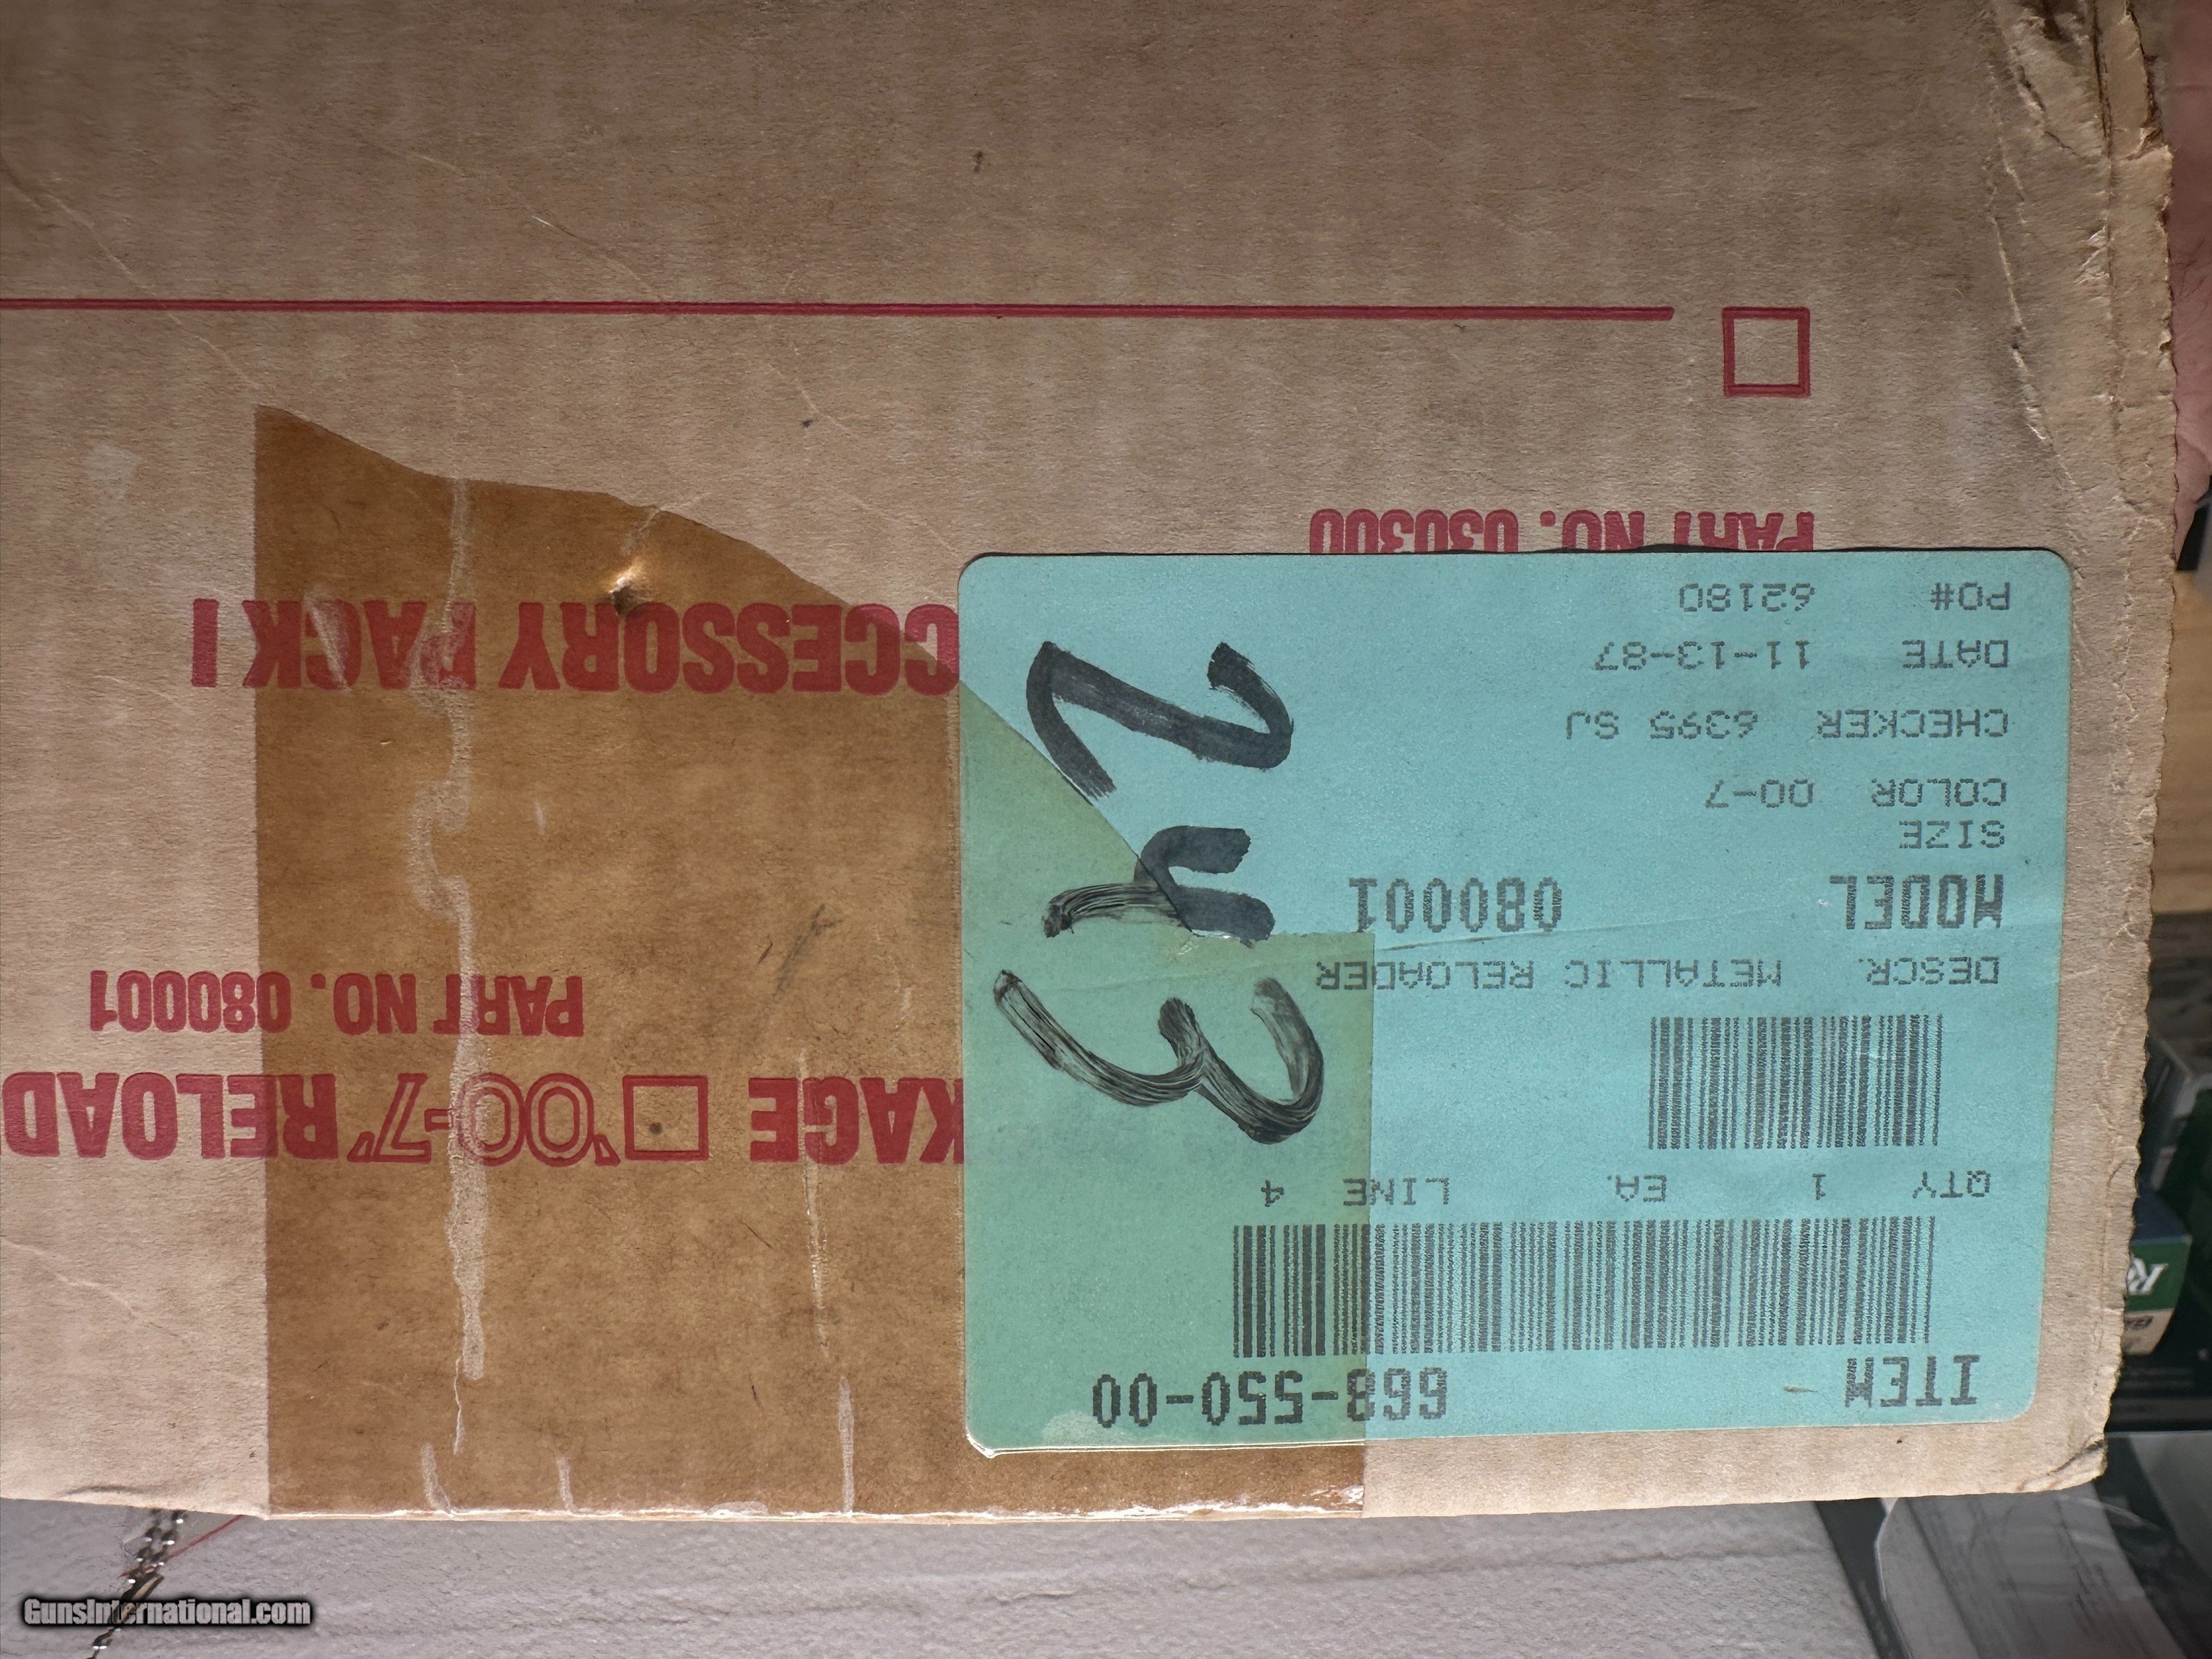 ITEM 668-550-00
QTY 1 EA. LINE 4
DESCR. METALLIC RELOADER
MODEL 080001
SIZE
COLOR 00-7
CHECKER 6395 SJ
DATE 11-13-87
PO# 62180
243
KAGE "00-7" RELOAD
PART NO. 080001
CCESSORY PACK I
PART NO. 030300
GunsInternational.com